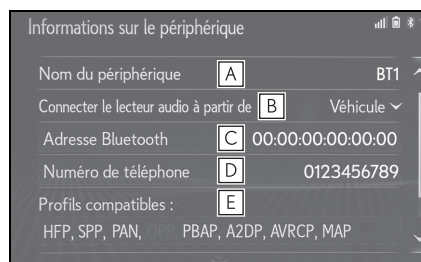 Informations sur le périphérique
Nom du périphérique A BT1
Connecter le lecteur audio à partir de B Véhicule
Adresse Bluetooth C 00:00:00:00:00:00
Numéro de téléphone D 0123456789
Profils compatibles : E
HFP, SPP, PAN, OPP, PBAP, A2DP, AVRCP, MAP